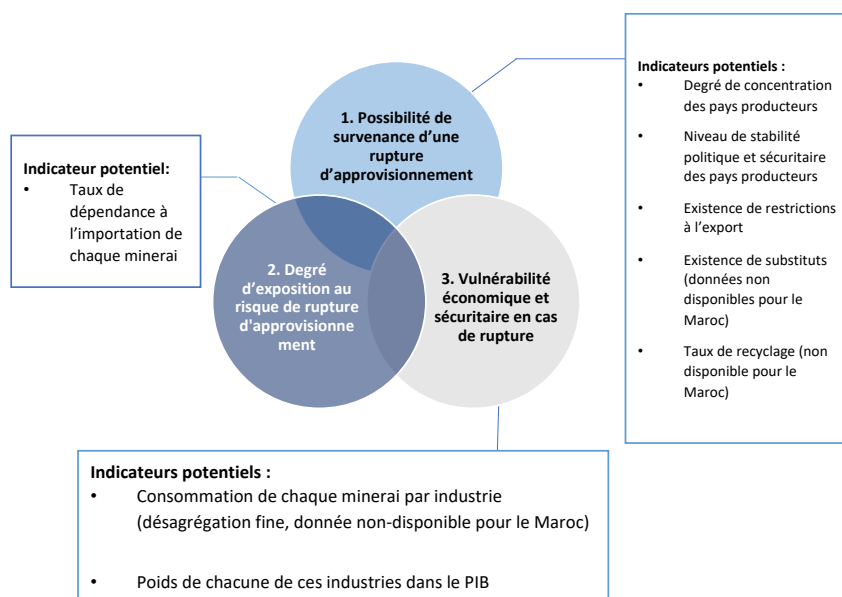 1. Possibilité de
survenance d'une
rupture
d'approvisionnement
Indicateurs potentiels :
• Degré de concentration
des pays producteurs
• Niveau de stabilité
politique et sécuritaire
des pays producteurs
• Existence de restrictions
à l'export
• Existence de substituts
(données non
disponibles pour le
Maroc)
• Taux de recyclage (non
disponible pour le
Maroc)
Indicateur potentiel:
• Taux de
dépendance à
l'importation de
chaque minerai
2. Degré
d'exposition au
risque de rupture
d'approvisionne
ment
3. Vulnérabilité
économique et
sécuritaire en cas
de rupture
Indicateurs potentiels :
• Consommation de chaque minerai par industrie
(désagrégation fine, donnée non-disponible pour le Maroc)
• Poids de chacune de ces industries dans le PIB